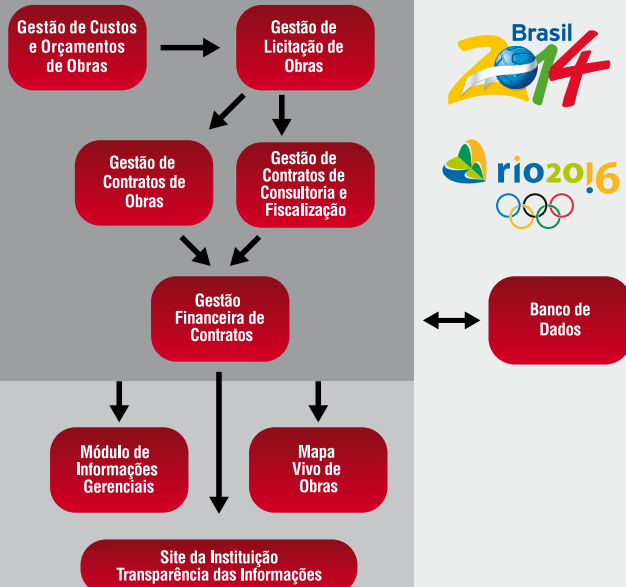 Gestão de Custos
e Orçamentos
de Obras
Gestão de
Licitação de
Obras
Brasil
2014
Gestão de
Contratos de
Obras
Gestão de
Contratos de
Consultoria e
Fiscalização
rio2016
Gestão
Financeira de
Contratos
Banco de
Dados
Módulo de
Informações
Gerenciais
Mapa
Vivo de
Obras
Site da Instituição
Transparência das Informações